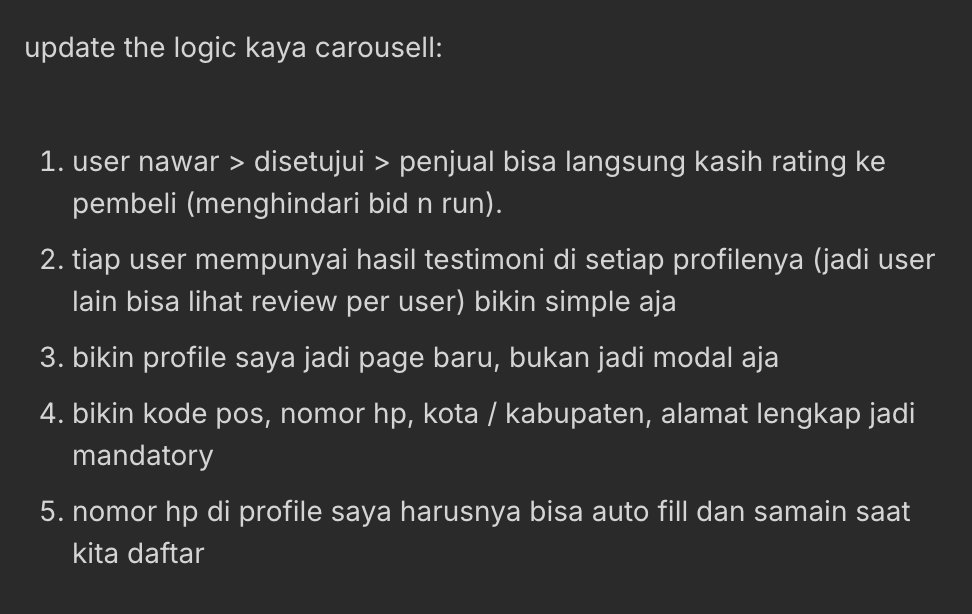 update the logic kaya carousell:
1. user nawar > disetujui > penjual bisa langsung kasih rating ke
pembeli (menghindari bid n run).
2. tiap user mempunyai hasil testimoni di setiap profilenya (jadi user
lain bisa lihat review per user) bikin simple aja
3. bikin profile saya jadi page baru, bukan jadi modal aja
4. bikin kode pos, nomor hp, kota / kabupaten, alamat lengkap jadi
mandatory
5. nomor hp di profile saya harusnya bisa auto fill dan samain saat
kita daftar